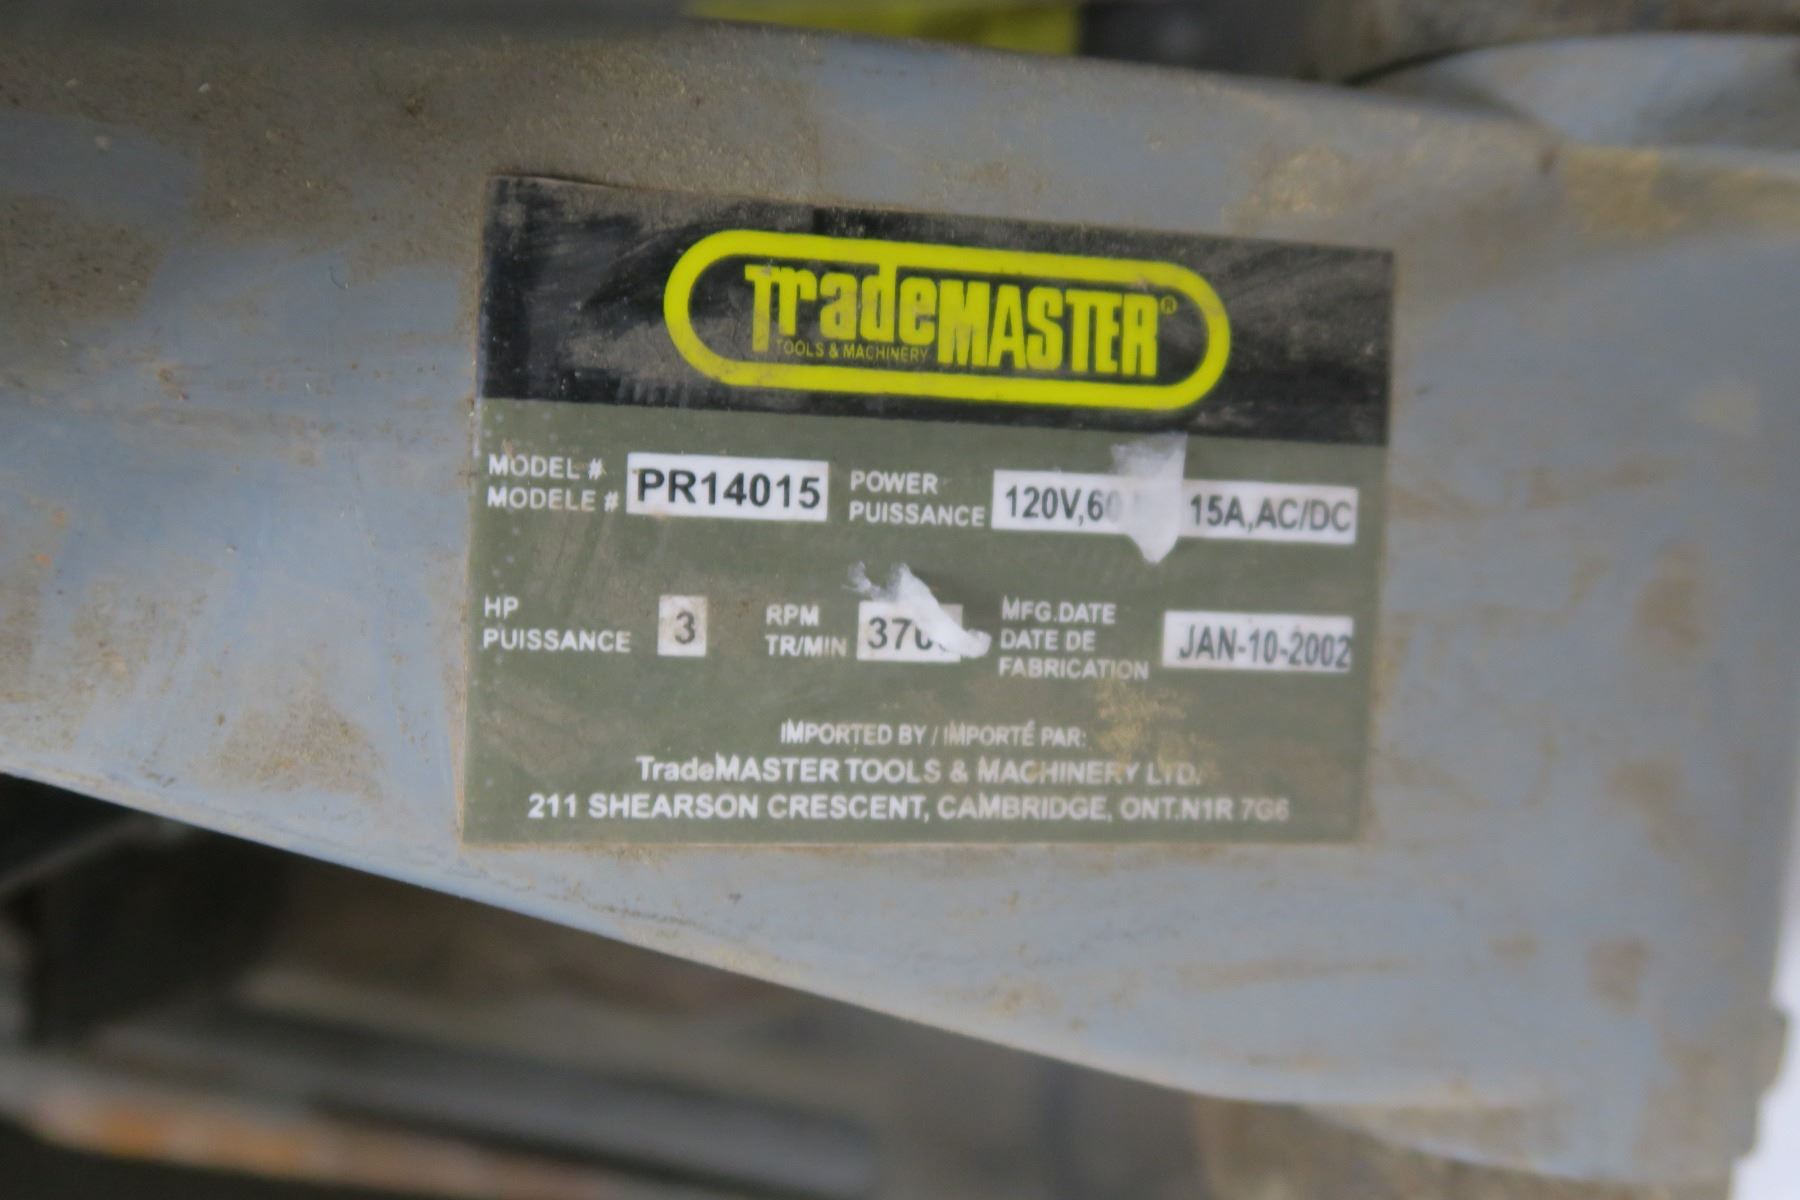 TradeMASTER®
TOOLS & MACHINERY
MODEL #
MODELE #
PR14015
POWER
PUISSANCE
120V,60 15A,AC/DC
HP
PUISSANCE
3
RPM
TR/MIN
MFG.DATE
DATE DE
FABRICATION
JAN-10-2002
IMPORTED BY / IMPORTÉ PAR:
TradeMASTER TOOLS & MACHINERY LTD.
211 SHEARSON CRESCENT, CAMBRIDGE, ONT.N1R 7G6